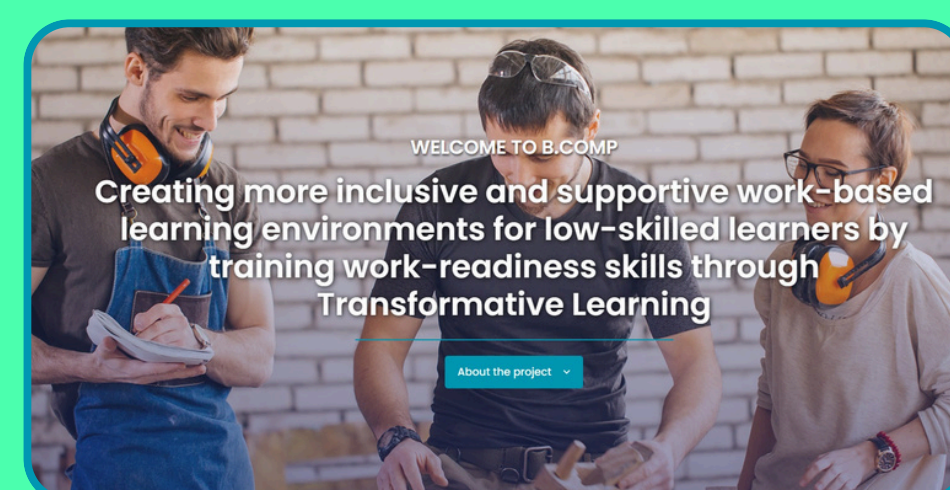 WELCOME TO B.COMP
Creating more inclusive and supportive work-based
learning environments for low-skilled learners by
training work-readiness skills through
Transformative Learning
About the project